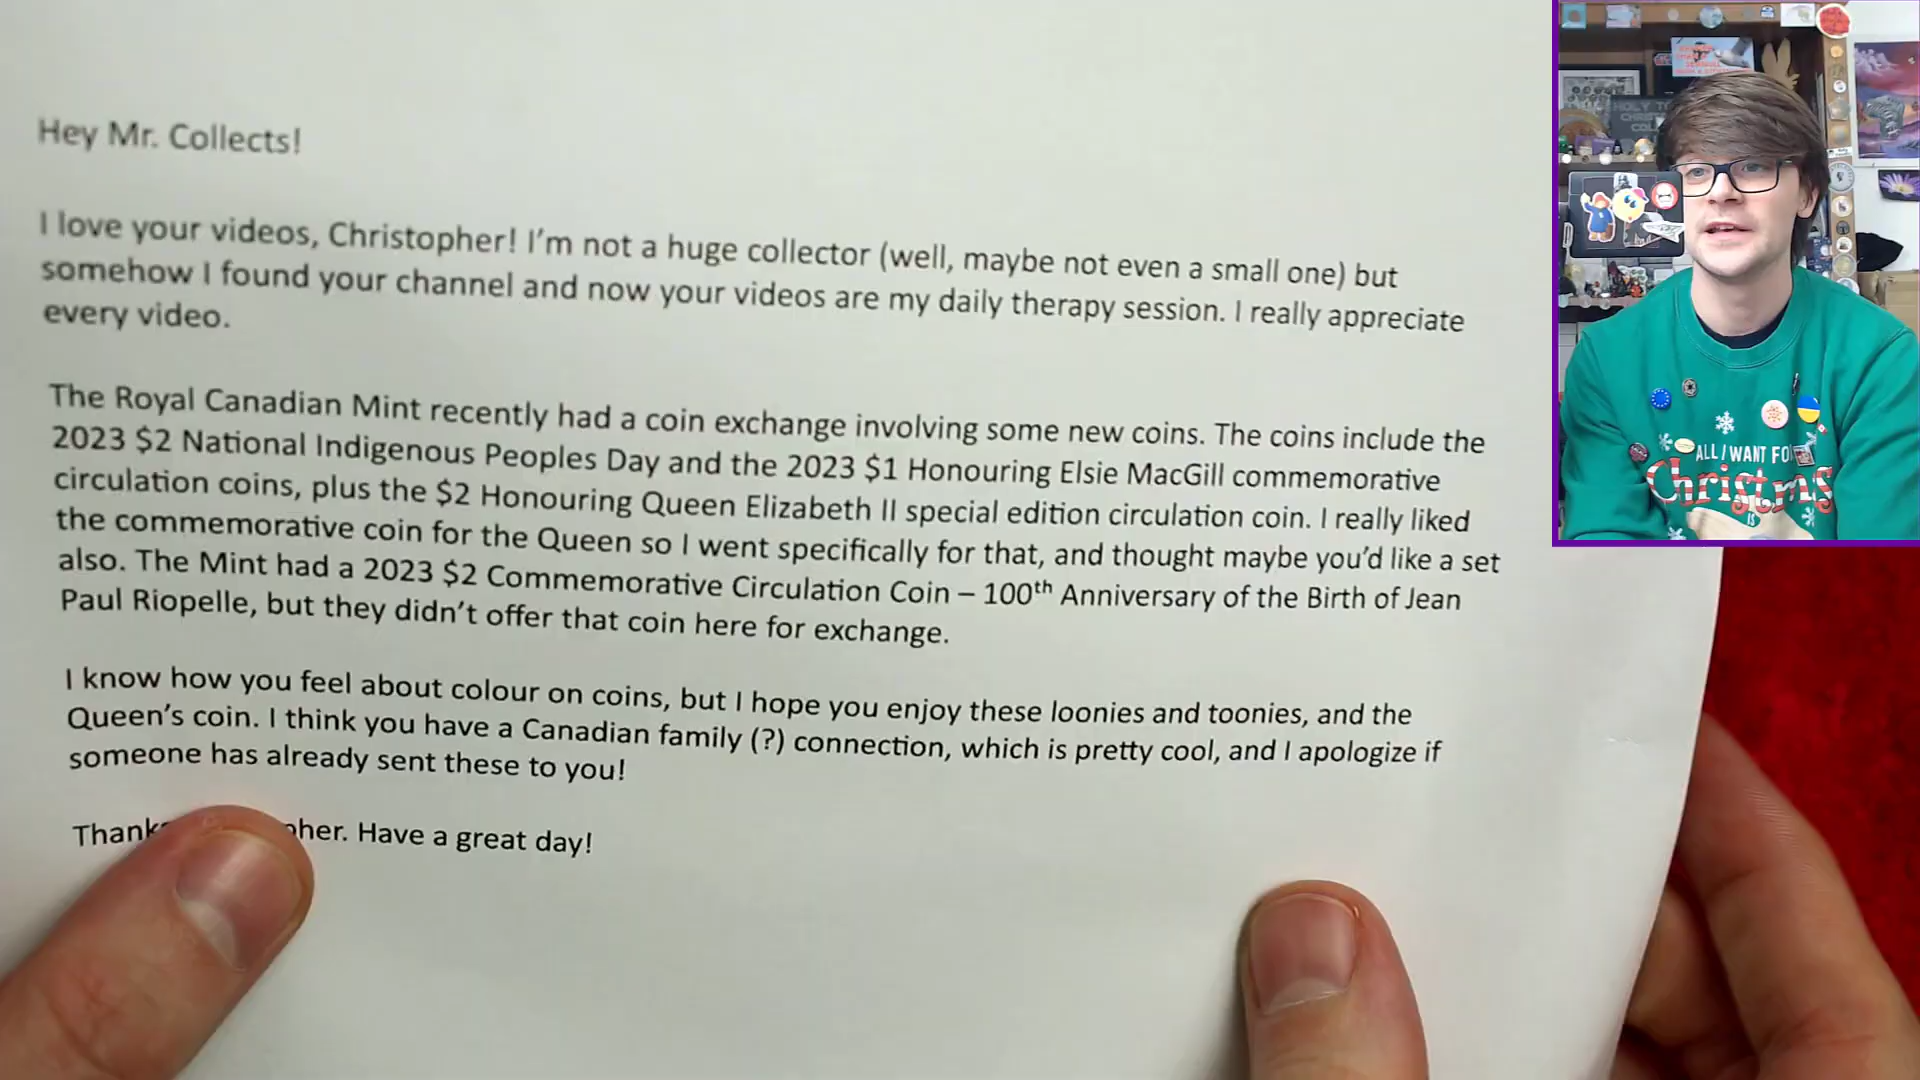 Hey Mr. Collects!
I love your videos, Christopher! I'm not a huge collector (well, maybe not even a small one) but
somehow I found your channel and now your videos are my daily therapy session. I really appreciate
every video.
The Royal Canadian Mint recently had a coin exchange involving some new coins. The coins include the
2023 $2 National Indigenous Peoples Day and the 2023 $1 Honouring Elsie MacGill commemorative
circulation coins, plus the $2 Honouring Queen Elizabeth II special edition circulation coin. I really liked
the commemorative coin for the Queen so I went specifically for that, and thought maybe you'd like a set
also. The Mint had a 2023 $2 Commemorative Circulation Coin – 100th Anniversary of the Birth of Jean
Paul Riopelle, but they didn't offer that coin here for exchange.
I know how you feel about colour on coins, but I hope you enjoy these loonies and toonies, and the
Queen's coin. I think you have a Canadian family (?) connection, which is pretty cool, and I apologize if
someone has already sent these to you!
Thank pher. Have a great day!
ALL I WANT FO
Christmas
IS